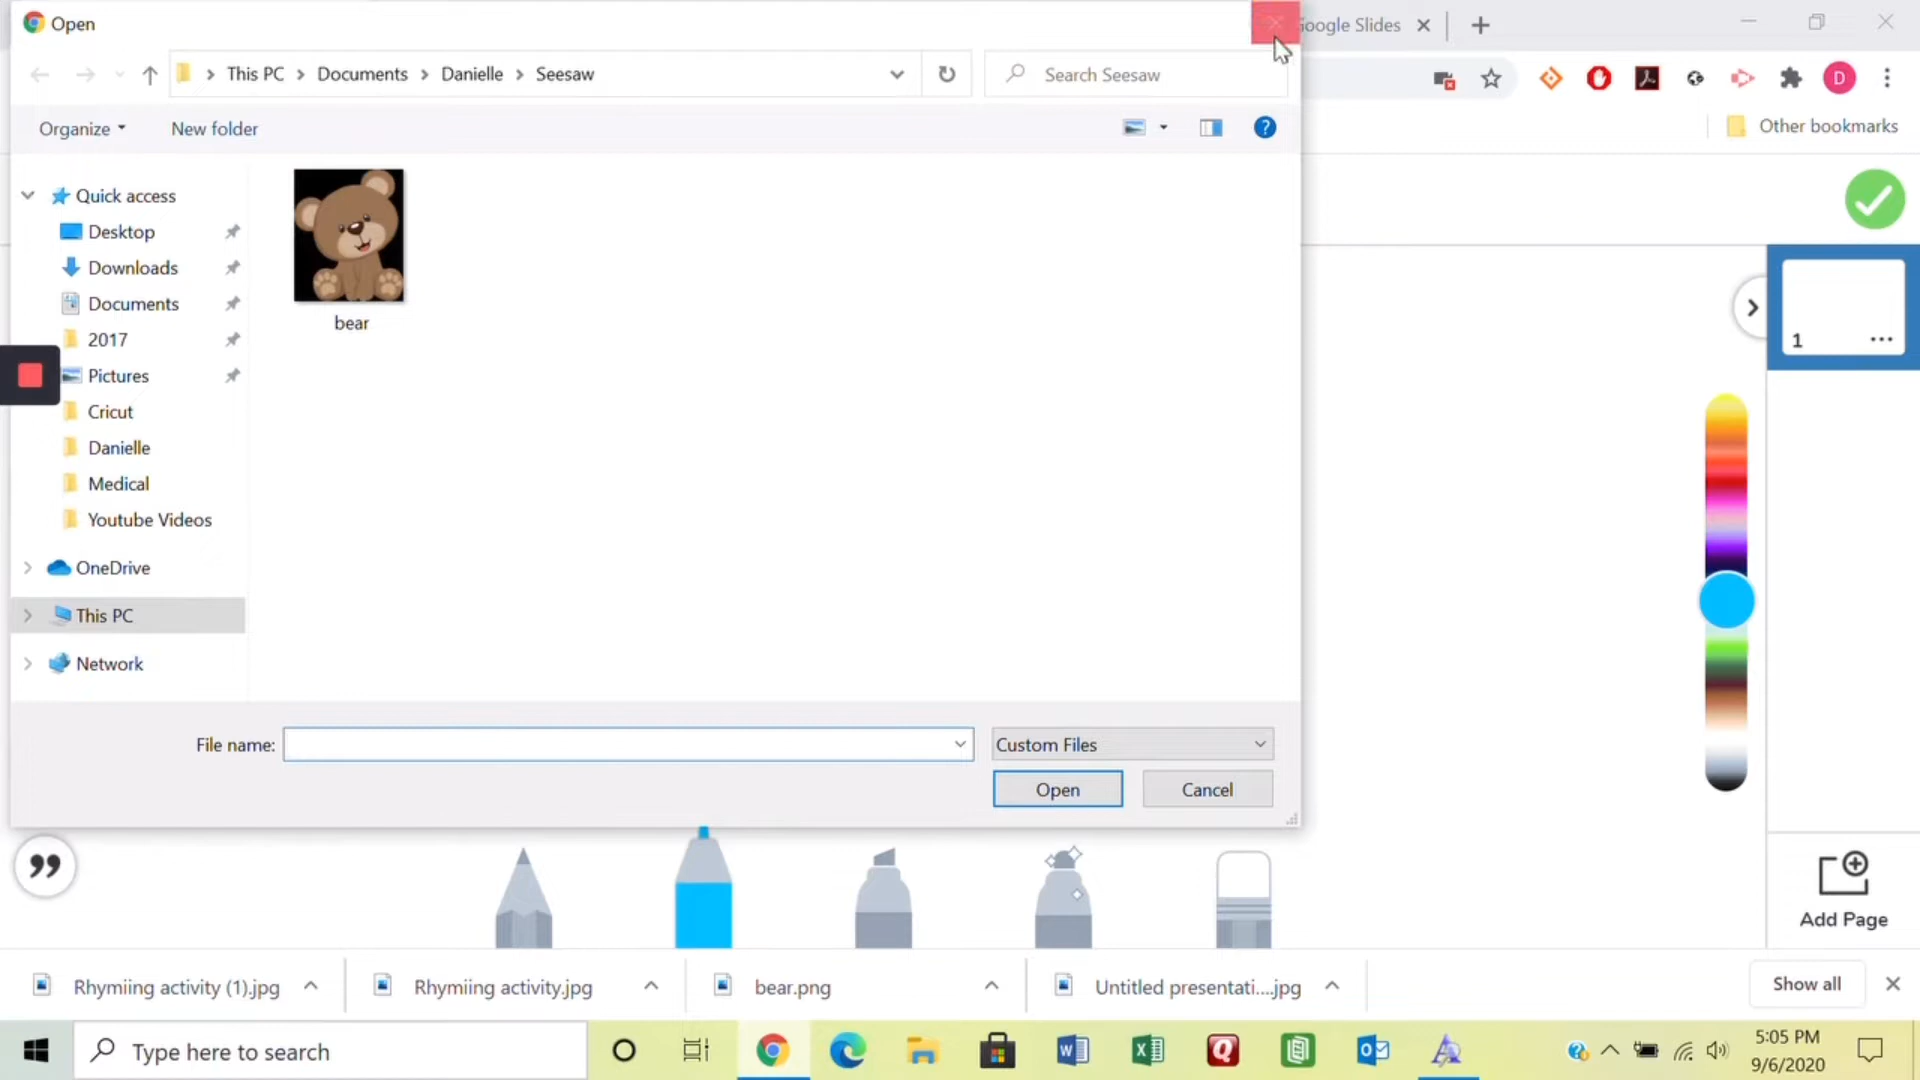 Open
oogle Slides
This PC > Documents > Danielle > Seesaw
Search Seesaw
Organize
New folder
D
Other bookmarks
Quick access
Desktop
Downloads
Documents
2017
Pictures
Cricut
Danielle
Medical
Youtube Videos
OneDrive
This PC
Network
bear
1
File name:
Custom Files
Open
Cancel
Add Page
Rhymiing activity (1).jpg
Rhymiing activity.jpg
bear.png
Untitled presentati....jpg
Show all
Type here to search
5:05 PM
9/6/2020